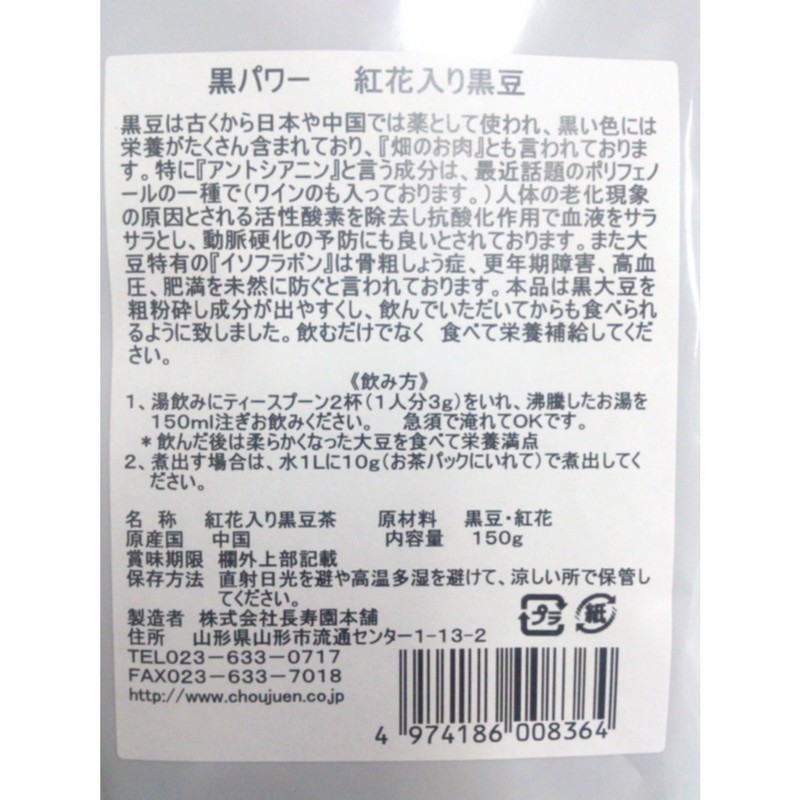 黒パワー　紅花入り黒豆
黒豆は古くから日本や中国では薬として使われ、黒い色には
栄養がたくさん含まれており、『畑のお肉』とも言われておりま
す。特に『アントシアニン』と言う成分は、最近話題のポリフェノ
ールの一種で(ワインのも入っております。)人体の老化現象
の原因とされる活性酸素を除去し抗酸化作用で血液をサラ
サラとし、動脈硬化の予防にも良いとされております。また大
豆特有の『イソフラボン』は骨粗しょう症、更年期障害、高血
圧、肥満を未然に防ぐと言われております。本品は黒大豆を
粗粉砕し成分が出やすくし、飲んでいただいてからも食べられ
るように致しました。飲むだけでなく　食べて栄養補給してくだ
さい。
《飲み方》
1、湯飲みにティースプーン2杯(1人分3g)をいれ、沸騰したお湯を
150ml注ぎお飲みください。　急須で淹れてOKです。
＊飲んだ後は柔らかくなった大豆を食べて栄養満点
2、煮出す場合は、水1Lに10g(お茶パックにいれて)で煮出してく
ださい。
名　称　紅花入り黒豆茶　原材料　黒豆・紅花
原産国　中国　内容量　150g
賞味期限　欄外上部記載
保存方法　直射日光を避や高温多湿を避けて、涼しい所で保管し
てください。
製造者　株式会社長寿園本舗
住所　山形県山形市流通センター1-13-2
プラ　紙
TEL023-633-0717
FAX023-633-7018
http://www.choujuen.co.jp
4 974186 008364